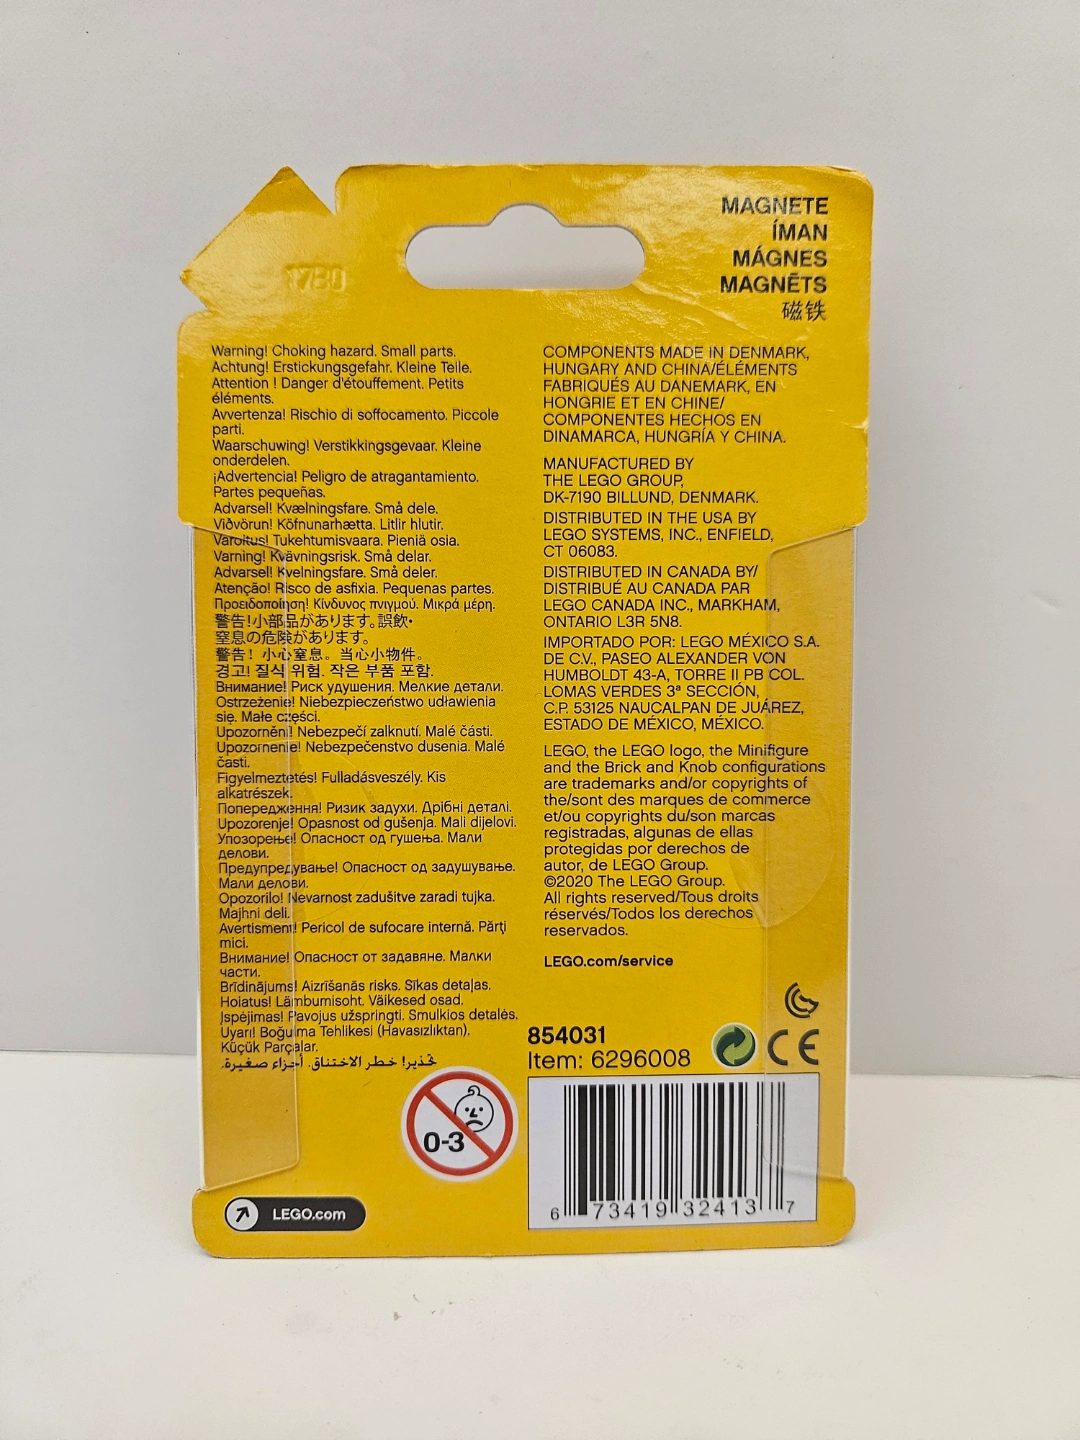 1780
MAGNETE
ÍMAN
MÁGNES
MAGNĒTS
磁铁
Warning! Choking hazard. Small parts.
Achtung! Erstickungsgefahr. Kleine Teile.
Attention ! Danger d'étouffement. Petits
éléments.
Avvertenza! Rischio di soffocamento. Piccole
parti.
Waarschuwing! Verstikkingsgevaar. Kleine
onderdelen.
¡Advertencia! Peligro de atragantamiento.
Partes pequeñas.
Advarsel! Kvælningsfare. Små dele.
Viðvörun! Köfnunarhætta. Litlir hlutir.
Varoitus! Tukehtumisvaara. Pieniä osia.
Varning! Kvävningsrisk. Små delar.
Advarsel! Kvelningsfare. Små deler.
Atenção! Risco de asfixia. Pequenas partes.
Προειδοποίηση! Κίνδυνος πνιγμού. Μικρά μέρη.
警告!小部品があります。誤飲・
窒息の危険があります。
警告！小心窒息。当心小物件。
경고! 질식 위험. 작은 부품 포함.
Внимание! Риск удушения. Мелкие детали.
Ostrzeżenie! Niebezpieczeństwo udławienia
się. Małe części.
Upozornění! Nebezpečí zalknutí. Malé části.
Upozornenie! Nebezpečenstvo dusenia. Malé
časti.
Figyelmeztetés! Fulladásveszély. Kis
alkatrészek.
Попередження! Ризик задухи. Дрібні деталі.
Upozorenje! Opasnost od gušenja. Mali dijelovi.
Упозорење! Опасност од гушења. Мали
делови.
Предупредување! Опасност од задушување.
Мали делови.
Opozorilo! Nevarnost zadušitve zaradi tujka.
Majhni deli.
Avertisment! Pericol de sufocare internă. Părţi
mici.
Внимание! Опасност от задавяне. Малки
части.
Brīdinājums! Aizrīšanās risks. Sīkas detaļas.
Hoiatus! Lämbumisoht. Väikesed osad.
Įspėjimas! Pavojus užspringti. Smulkios detalės.
Uyarı! Boğulma Tehlikesi (Havasızlıktan).
Küçük Parçalar.
تحذير! خطر الاختناق. أجزاء صغيرة.
COMPONENTS MADE IN DENMARK,
HUNGARY AND CHINA/ÉLÉMENTS
FABRIQUÉS AU DANEMARK, EN
HONGRIE ET EN CHINE/
COMPONENTES HECHOS EN
DINAMARCA, HUNGRÍA Y CHINA.
MANUFACTURED BY
THE LEGO GROUP,
DK-7190 BILLUND, DENMARK.
DISTRIBUTED IN THE USA BY
LEGO SYSTEMS, INC., ENFIELD,
CT 06083.
DISTRIBUTED IN CANADA BY/
DISTRIBUÉ AU CANADA PAR
LEGO CANADA INC., MARKHAM,
ONTARIO L3R 5N8.
IMPORTADO POR: LEGO MÉXICO S.A.
DE C.V., PASEO ALEXANDER VON
HUMBOLDT 43-A, TORRE II PB COL.
LOMAS VERDES 3ª SECCIÓN,
C.P. 53125 NAUCALPAN DE JUÁREZ,
ESTADO DE MÉXICO, MÉXICO.
LEGO, the LEGO logo, the Minifigure
and the Brick and Knob configurations
are trademarks and/or copyrights of
the/sont des marques de commerce
et/ou copyrights du/son marcas
registradas, algunas de ellas
protegidas por derechos de
autor, de LEGO Group.
©2020 The LEGO Group.
All rights reserved/Tous droits
réservés/Todos los derechos
reservados.
LEGO.com/service
854031
Item: 6296008
CE
0-3
6 73419 32413 7
LEGO.com